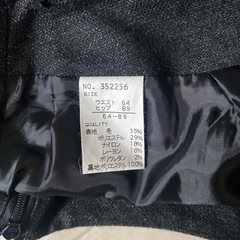 NO. 352256
SIZE
ウエスト 64
ヒップ 89
64-89
QUALITY
表地 毛 35%
ポリエステル 29%
ナイロン 18%
レーヨン 16%
ポリウレタン 2%
裏地 ポリエステル 100%